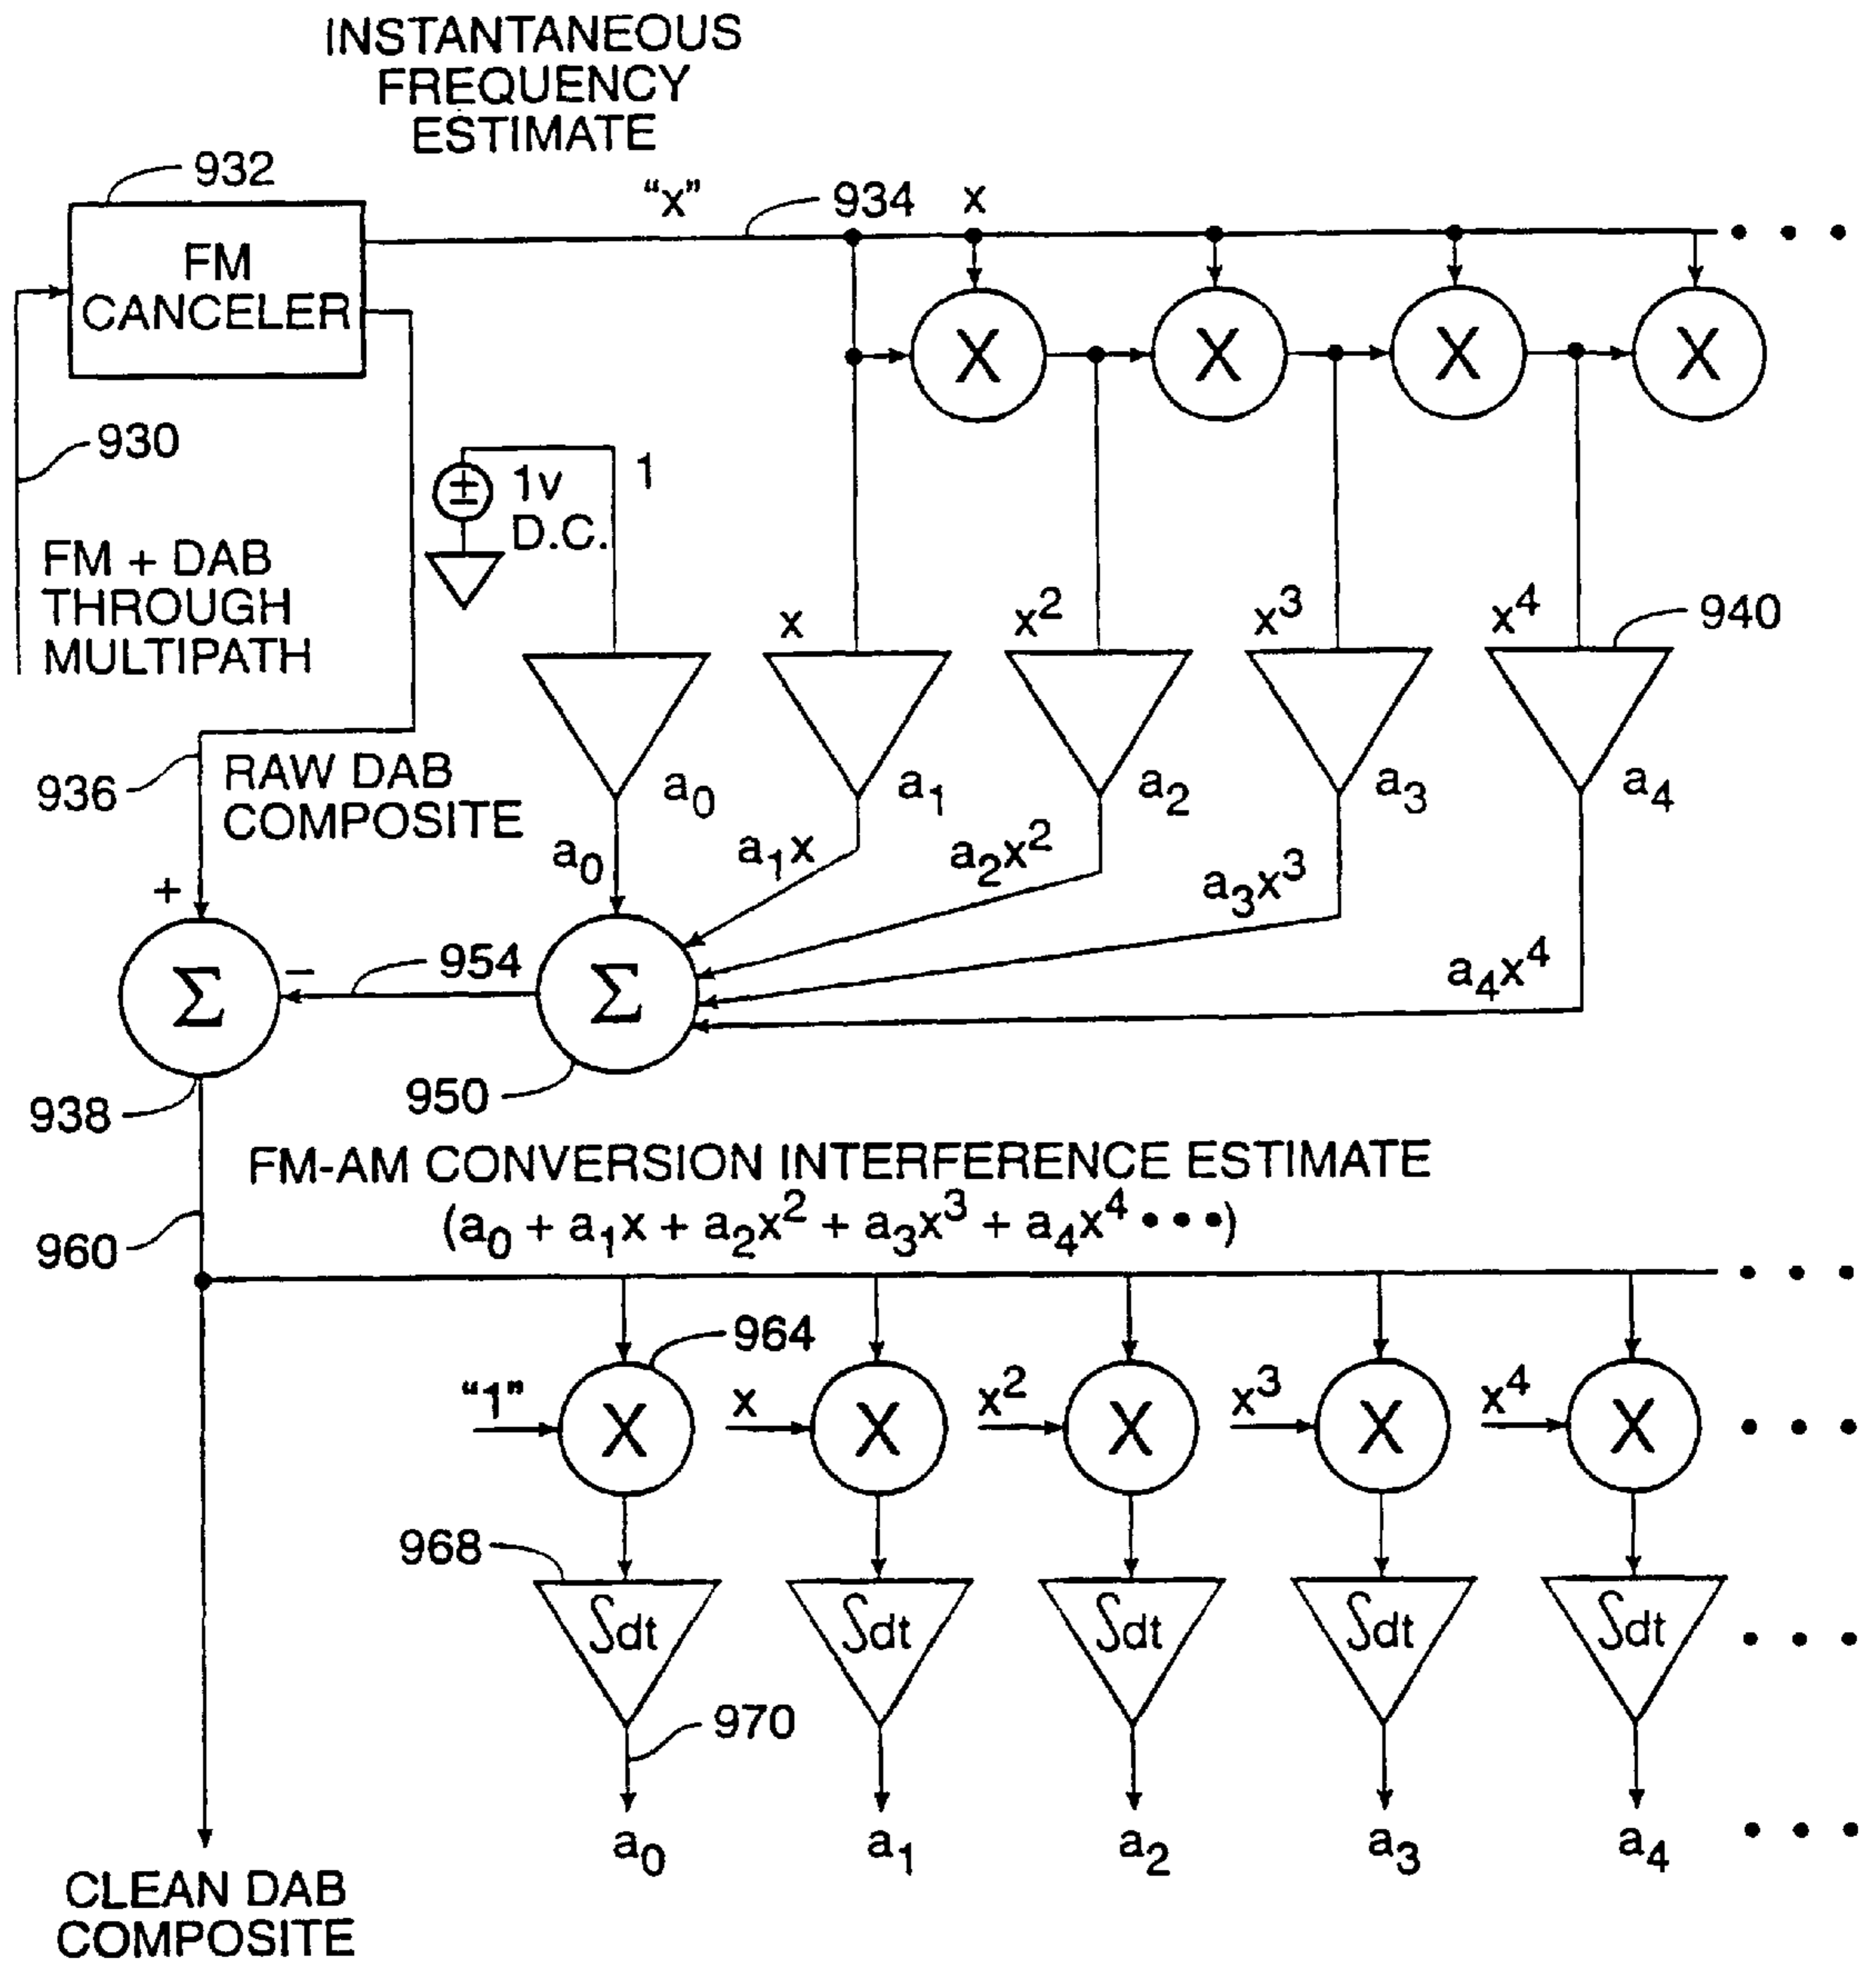 INSTANTANEOUS
FREQUENCY
ESTIMATE
932
"x"
934
x
FM
CANCELER
X X X X
930
1v
D.C.
1
FM + DAB
THROUGH
MULTIPATH
x x² x³ x⁴
940
936
RAW DAB
COMPOSITE
a₀ a₁ a₂ a₃ a₄
a₀ a₁x a₂x² a₃x³ a₄x⁴
+
Σ
−
954
Σ
938
950
FM-AM CONVERSION INTERFERENCE ESTIMATE
(a₀ + a₁x + a₂x² + a₃x³ + a₄x⁴ •••)
960
964
"1" x x² x³ x⁴
X X X X X
968
∫dt ∫dt ∫dt ∫dt ∫dt
970
a₀ a₁ a₂ a₃ a₄
CLEAN DAB
COMPOSITE